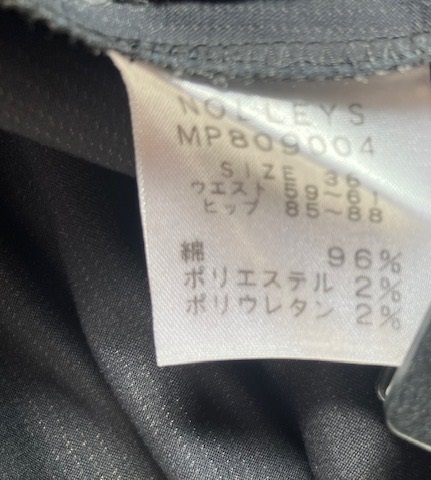 NOLLEYS
MP809004
SIZE 36
ウエスト 59～61
ヒップ 85～88
綿 96%
ポリエステル 2%
ポリウレタン 2%